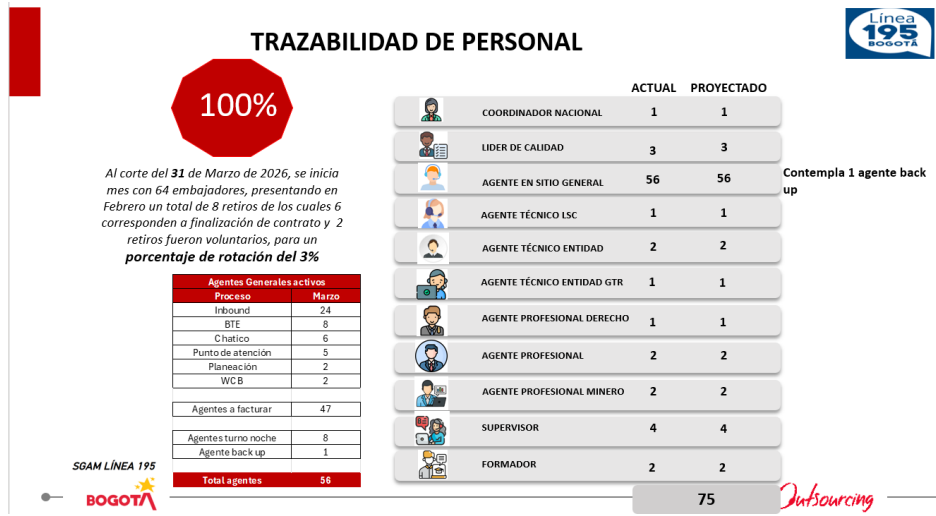 TRAZABILIDAD DE PERSONAL
Línea
195
BOGOTÁ
100%
Al corte del 31 de Marzo de 2026, se inicia
mes con 64 embajadores, presentando en
Febrero un total de 8 retiros de los cuales 6
corresponden a finalización de contrato y 2
retiros fueron voluntarios, para un
porcentaje de rotación del 3%
Agentes Generales activos
Proceso Marzo
Inbound 24
BTE 8
Chatico 6
Punto de atención 5
Planeación 2
WCB 2
Agentes a facturar 47
Agentes turno noche 8
Agente back up 1
Total agentes 56
ACTUAL PROYECTADO
COORDINADOR NACIONAL 1 1
LIDER DE CALIDAD 3 3
AGENTE EN SITIO GENERAL 56 56
Contempla 1 agente back
up
AGENTE TÉCNICO LSC 1 1
AGENTE TÉCNICO ENTIDAD 2 2
AGENTE TÉCNICO ENTIDAD GTR 1 1
AGENTE PROFESIONAL DERECHO 1 1
AGENTE PROFESIONAL 2 2
AGENTE PROFESIONAL MINERO 2 2
SUPERVISOR 4 4
FORMADOR 2 2
75
SGAM LÍNEA 195
BOGOTÁ
Outsourcing